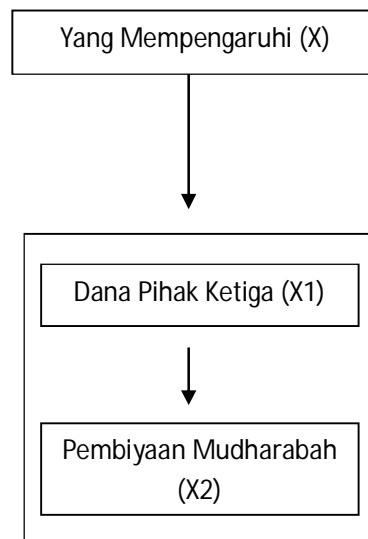 Yang Mempengaruhi (X)
Dana Pihak Ketiga (X1)
Pembiyaan Mudharabah
(X2)